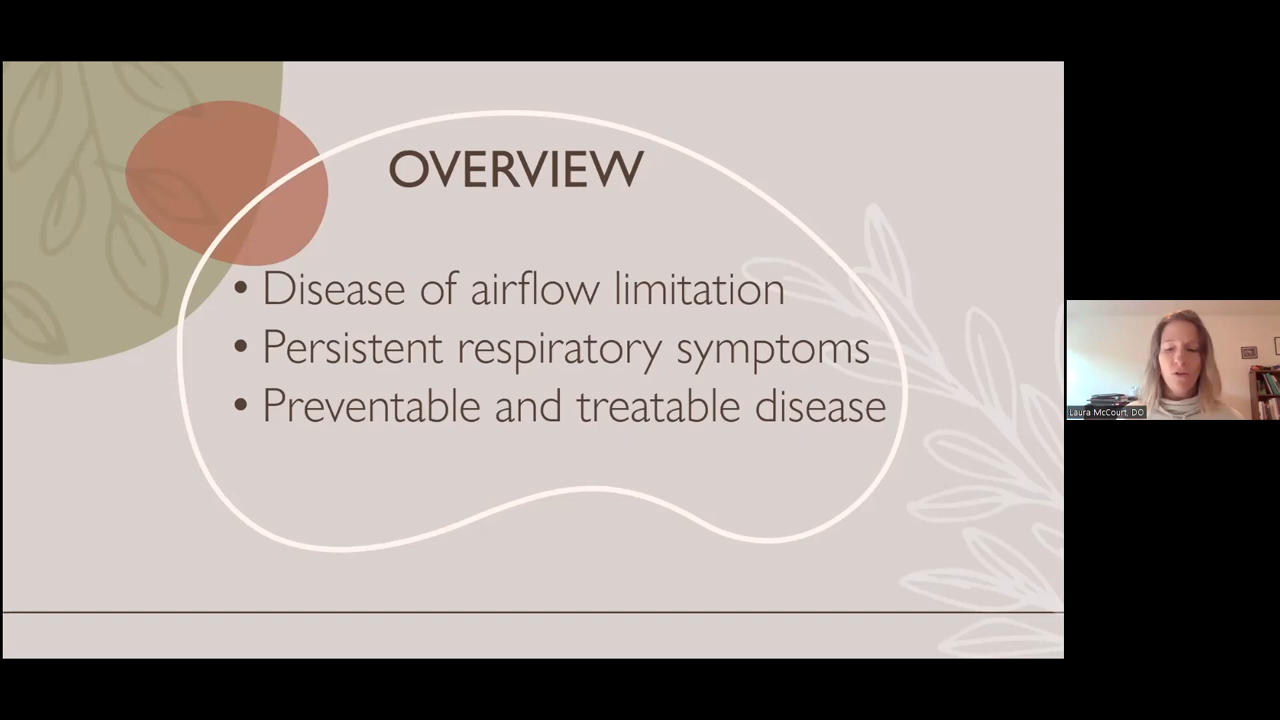 OVERVIEW
• Disease of airflow limitation
• Persistent respiratory symptoms
• Preventable and treatable disease
Laura McCourt, DO